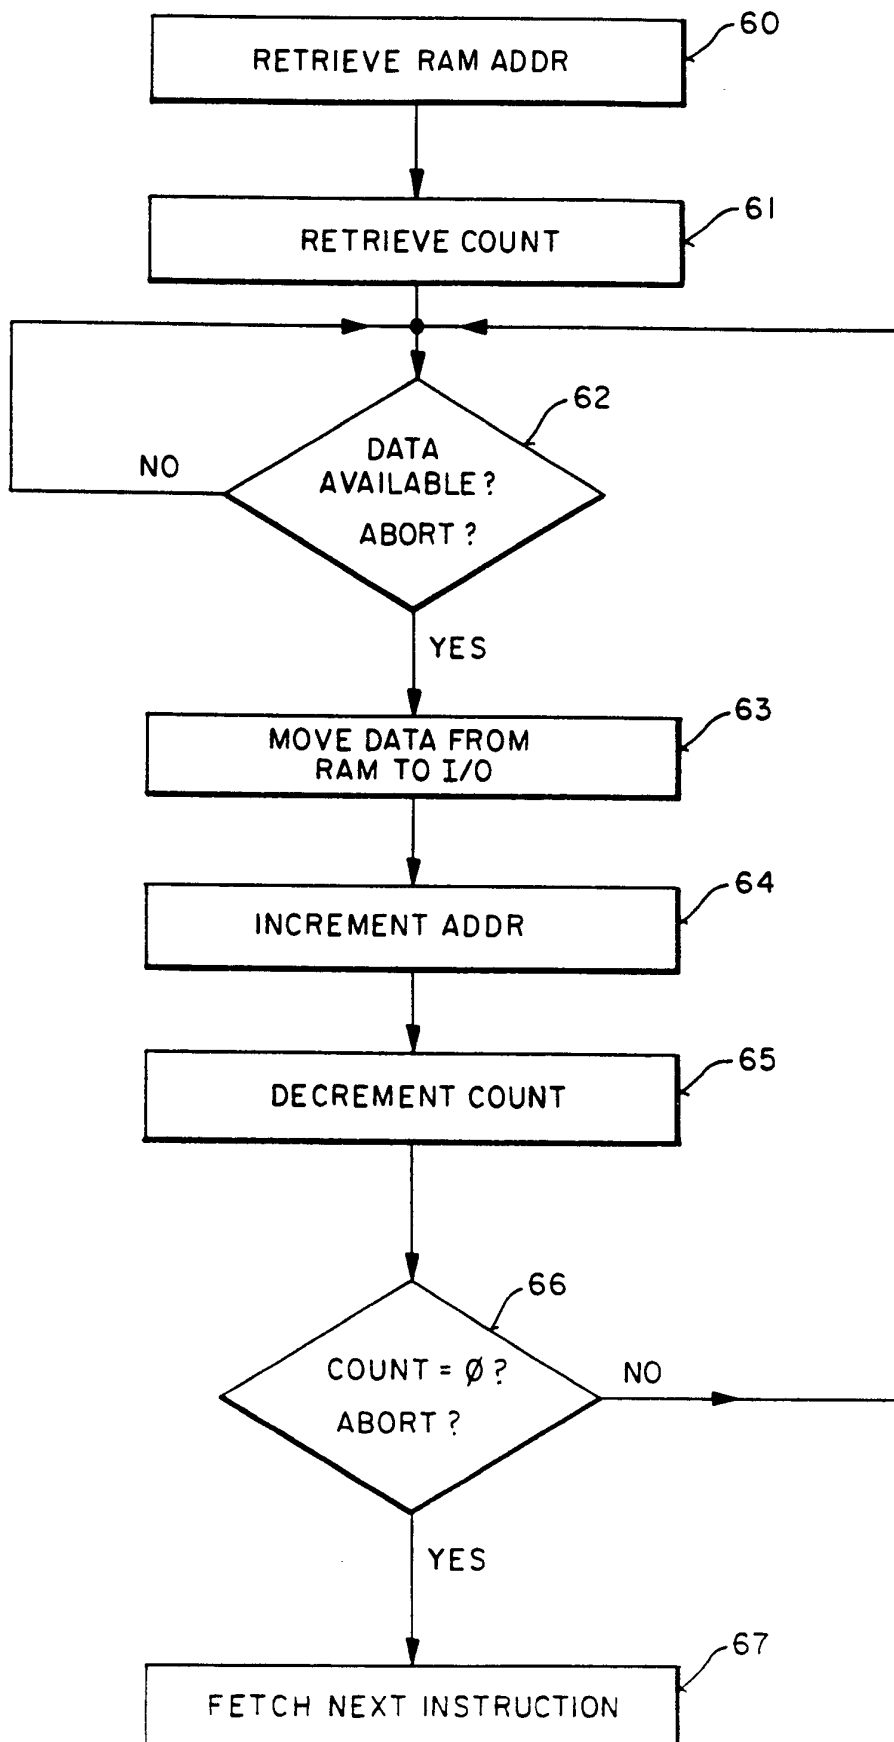 60
RETRIEVE RAM ADDR
61
RETRIEVE COUNT
62
DATA
AVAILABLE?
ABORT?
NO
YES
63
MOVE DATA FROM
RAM TO I/O
64
INCREMENT ADDR
65
DECREMENT COUNT
66
COUNT = Ø?
ABORT?
NO
YES
67
FETCH NEXT INSTRUCTION